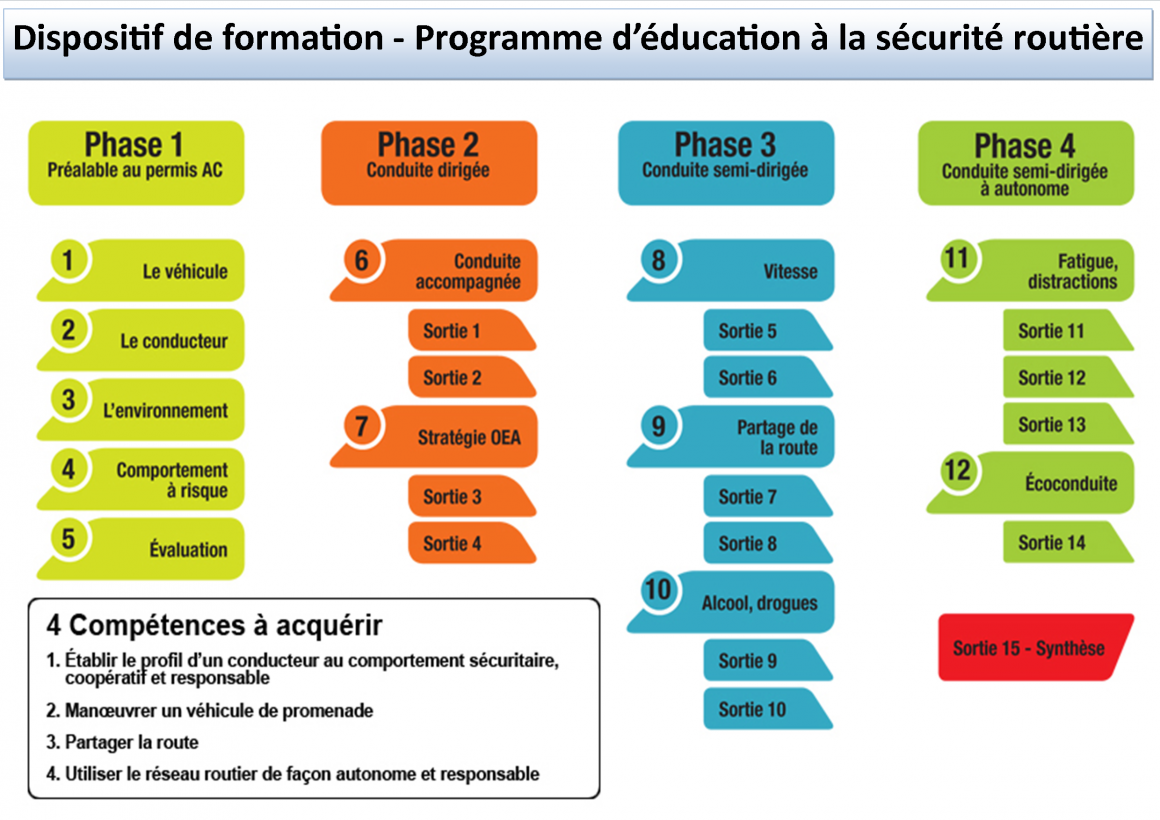 Dispositif de formation - Programme d'éducation à la sécurité routière
Phase 1
Préalable au permis AC
1
Le véhicule
2
Le conducteur
3
L'environnement
4
Comportement
à risque
5
Évaluation
Phase 2
Conduite dirigée
6
Conduite
accompagnée
Sortie 1
Sortie 2
7
Stratégie OEA
Sortie 3
Sortie 4
Phase 3
Conduite semi-dirigée
8
Vitesse
Sortie 5
Sortie 6
9
Partage de
la route
Sortie 7
Sortie 8
10
Alcool, drogues
Sortie 9
Sortie 10
Phase 4
Conduite semi-dirigée
à autonome
11
Fatigue,
distractions
Sortie 11
Sortie 12
Sortie 13
12
Écoconduite
Sortie 14
Sortie 15 - Synthèse
4 Compétences à acquérir
1. Établir le profil d'un conducteur au comportement sécuritaire,
coopératif et responsable
2. Manœuvrer un véhicule de promenade
3. Partager la route
4. Utiliser le réseau routier de façon autonome et responsable